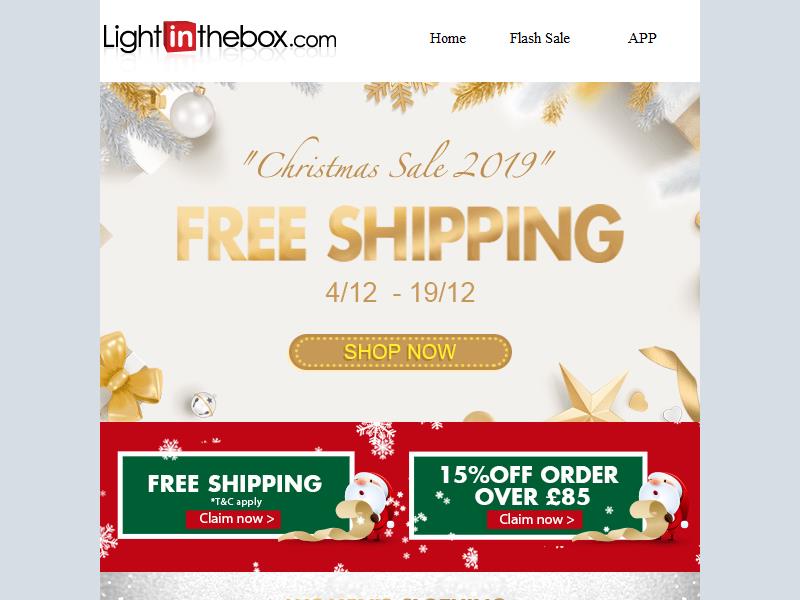 Lightinthebox.com
Home Flash Sale APP
"Christmas Sale 2019"
FREE SHIPPING
4/12 - 19/12
SHOP NOW
FREE SHIPPING
*T&C apply
Claim now >
15%OFF ORDER
OVER £85
Claim now >